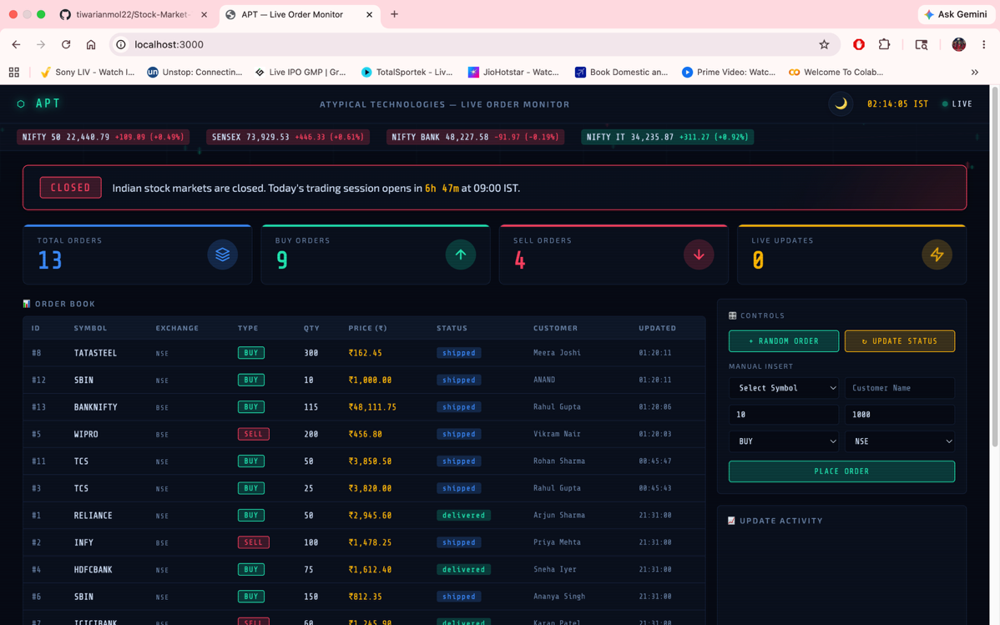 tiwarianmol22/Stock-Market-
APT — Live Order Monitor
Ask Gemini
localhost:3000
Sony LIV - Watch I...
Unstop: Connectin...
Live IPO GMP | Gr...
TotalSportek - Liv...
JioHotstar - Watc...
Book Domestic an...
Prime Video: Watc...
Welcome To Colab...
APT
ATYPICAL TECHNOLOGIES — LIVE ORDER MONITOR
02:14:05 IST
LIVE
NIFTY 50 22,440.79 +109.09 (+0.49%)
SENSEX 73,929.53 +446.33 (+0.61%)
NIFTY BANK 48,227.58 -91.97 (-0.19%)
NIFTY IT 34,235.87 +311.27 (+0.92%)
CLOSED Indian stock markets are closed. Today's trading session opens in 6h 47m at 09:00 IST.
TOTAL ORDERS
13
BUY ORDERS
9
SELL ORDERS
4
LIVE UPDATES
0
ORDER BOOK
ID SYMBOL EXCHANGE TYPE QTY PRICE (₹) STATUS CUSTOMER UPDATED
#8 TATASTEEL NSE BUY 300 ₹162.45 shipped Meera Joshi 01:20:11
#12 SBIN NSE BUY 10 ₹1,000.00 shipped ANAND 01:20:11
#13 BANKNIFTY BSE BUY 115 ₹48,111.75 shipped Rahul Gupta 01:20:06
#5 WIPRO BSE SELL 200 ₹456.80 shipped Vikram Nair 01:20:03
#11 TCS NSE BUY 50 ₹3,850.50 shipped Rohan Sharma 00:45:47
#3 TCS NSE BUY 25 ₹3,820.00 shipped Rahul Gupta 00:45:43
#1 RELIANCE NSE BUY 50 ₹2,945.60 delivered Arjun Sharma 21:31:00
#2 INFY BSE SELL 100 ₹1,478.25 shipped Priya Mehta 21:31:00
#4 HDFCBANK NSE BUY 75 ₹1,612.40 delivered Sneha Iyer 21:31:00
#6 SBIN NSE BUY 150 ₹812.35 shipped Ananya Singh 21:31:00
#7 ICICIBANK BSE SELL 60 ₹1,245.90 delivered Karan Patel 21:31:00
CONTROLS
+ RANDOM ORDER
↻ UPDATE STATUS
MANUAL INSERT
Select Symbol
Customer Name
10
1000
BUY
NSE
PLACE ORDER
UPDATE ACTIVITY